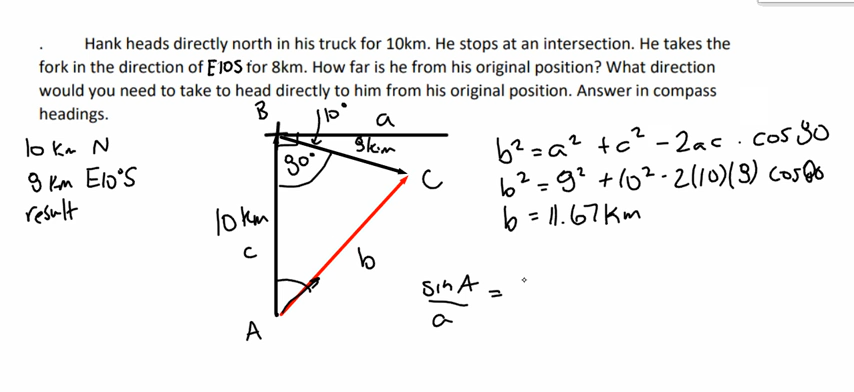 . Hank heads directly north in his truck for 10km. He stops at an intersection. He takes the
fork in the direction of E10S for 8km. How far is he from his original position? What direction
would you need to take to head directly to him from his original position. Answer in compass
headings.
10 km N
8 km E10°S
result
B
10°
a
8km
80°
C
10 km
c
b
A
b² = a² + c² - 2ac · cos 80
b² = 8² + 10² - 2(10)(8) cos 80
b = 11.67 km
sin A
a
=